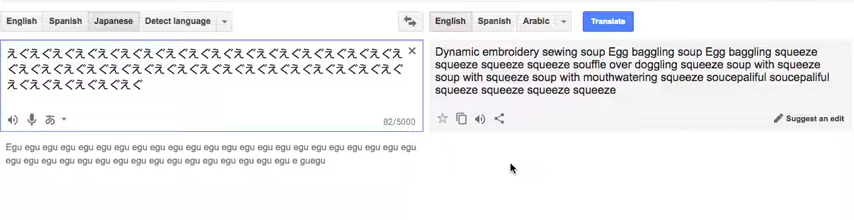 English Spanish Japanese Detect language
English Spanish Arabic Translate
えぐえぐえぐえぐえぐえぐえぐえぐえぐえぐえぐえぐえぐえぐえぐえぐえぐえ
ぐえぐえぐえぐえぐえぐえぐえぐえぐえぐえぐえぐえぐえぐえぐえぐえぐえぐ
えぐえぐえぐえぐえぐえぐ
あ
82/5000
Egu egu egu egu egu egu egu egu egu egu egu egu egu egu egu egu egu egu egu egu egu egu egu
egu egu egu egu egu egu egu egu egu egu egu egu egu egu egu egu e guegu
Dynamic embroidery sewing soup Egg baggling soup Egg baggling squeeze
squeeze squeeze squeeze souffle over doggling squeeze soup with squeeze
soup with squeeze soup with mouthwatering squeeze soucepaliful soucepaliful
squeeze squeeze squeeze squeeze
Suggest an edit